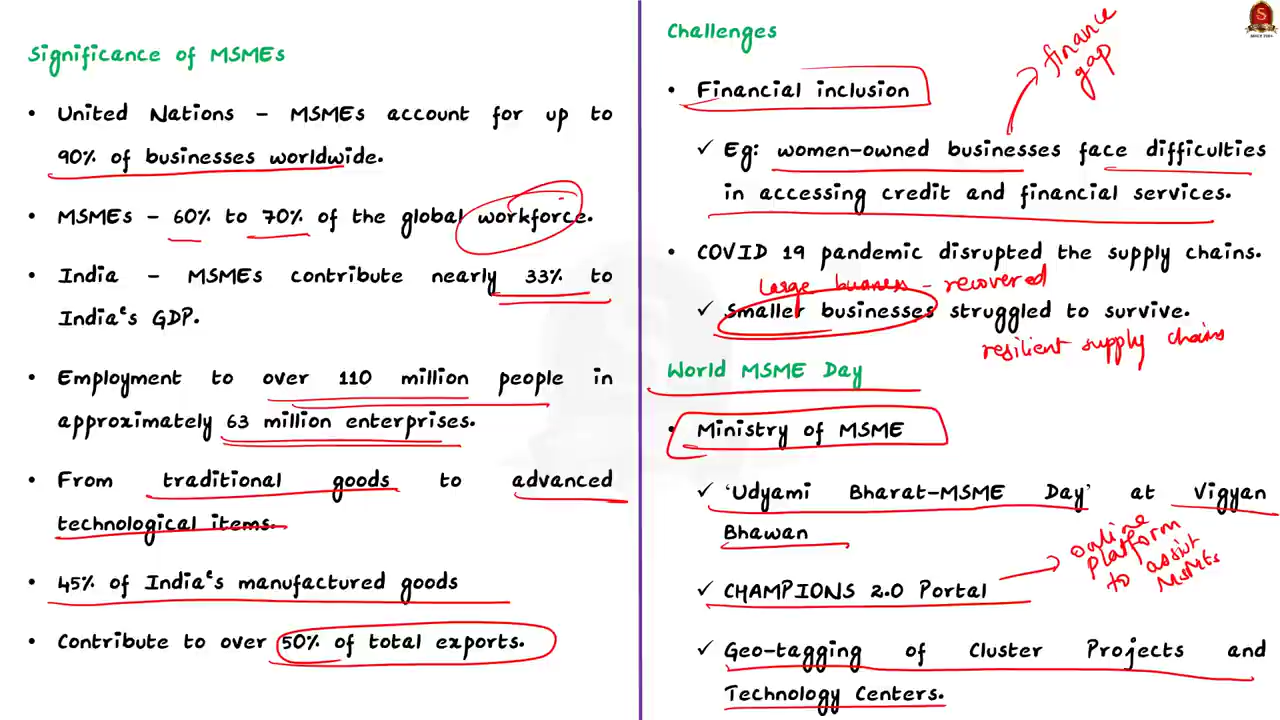 Significance of MSMEs
• United Nations – MSMEs account for up to
90% of businesses worldwide.
• MSMEs – 60% to 70% of the global workforce.
• India – MSMEs contribute nearly 33% to
India's GDP.
• Employment to over 110 million people in
approximately 63 million enterprises.
• From traditional goods to advanced
technological items.
• 45% of India's manufactured goods
• Contribute to over 50% of total exports.
Challenges
finance
gap
• Financial inclusion
✓ Eg: women-owned businesses face difficulties
in accessing credit and financial services.
• COVID 19 pandemic disrupted the supply chains.
large business - recovered
✓ Smaller businesses struggled to survive.
resilient supply chains
World MSME Day
• Ministry of MSME
✓ 'Udyami Bharat-MSME Day' at Vigyan
Bhawan
online
platform
to assist
MSMEs
✓ CHAMPIONS 2.0 Portal
✓ Geo-tagging of Cluster Projects and
Technology Centers.